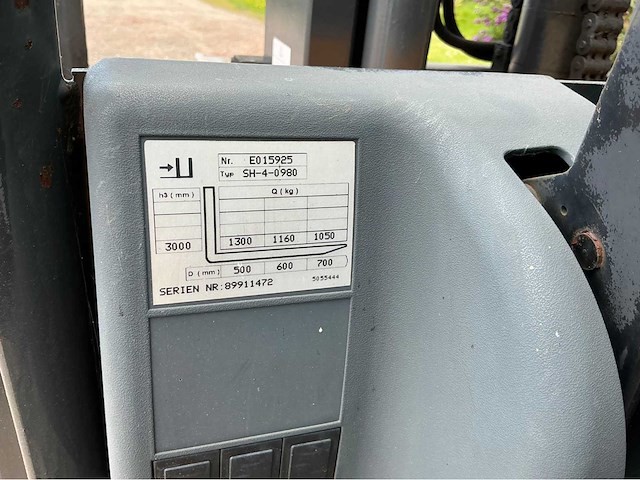 Nr. E015925
Typ SH-4-0980
h3 (mm) Q (kg)
3000 1300 1160 1050
D (mm) 500 600 700
SERIEN NR:89911472 5055444